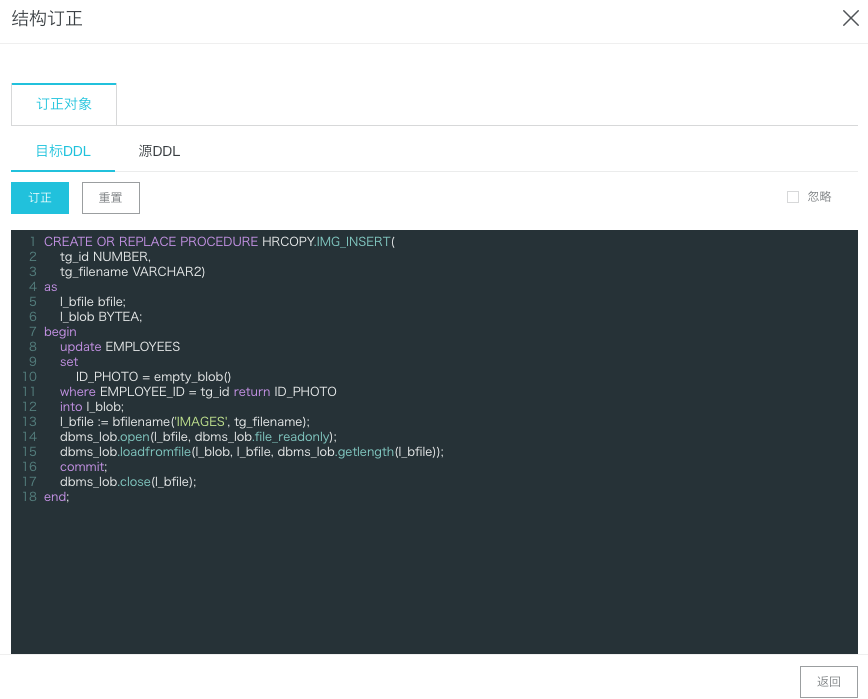 结构订正
订正对象
目标DDL 源DDL
订正 重置 忽略
1 CREATE OR REPLACE PROCEDURE HRCOPY.IMG_INSERT(
2 tg_id NUMBER,
3 tg_filename VARCHAR2)
4 as
5 l_bfile bfile;
6 l_blob BYTEA;
7 begin
8 update EMPLOYEES
9 set
10 ID_PHOTO = empty_blob()
11 where EMPLOYEE_ID = tg_id return ID_PHOTO
12 into l_blob;
13 l_bfile := bfilename('IMAGES', tg_filename);
14 dbms_lob.open(l_bfile, dbms_lob.file_readonly);
15 dbms_lob.loadfromfile(l_blob, l_bfile, dbms_lob.getlength(l_bfile));
16 commit;
17 dbms_lob.close(l_bfile);
18 end;
返回